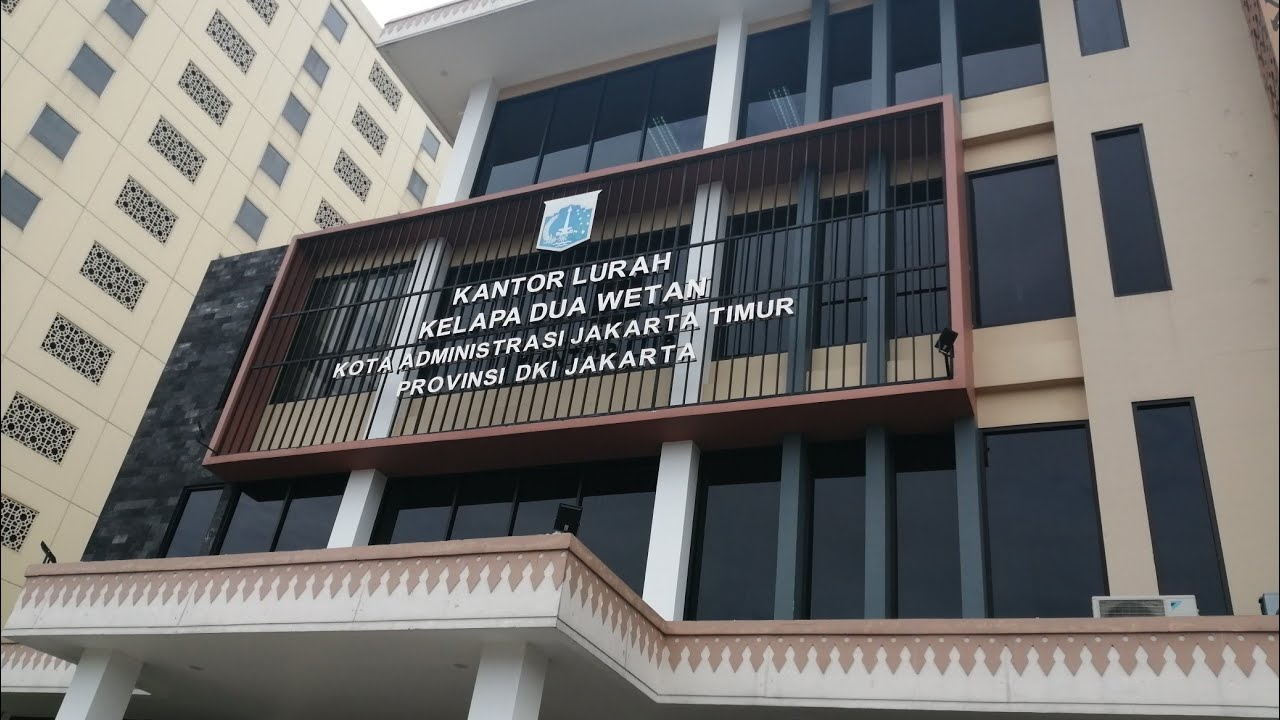 KANTOR LURAH
KELAPA DUA WETAN
KOTA ADMINISTRASI JAKARTA TIMUR
PROVINSI DKI JAKARTA